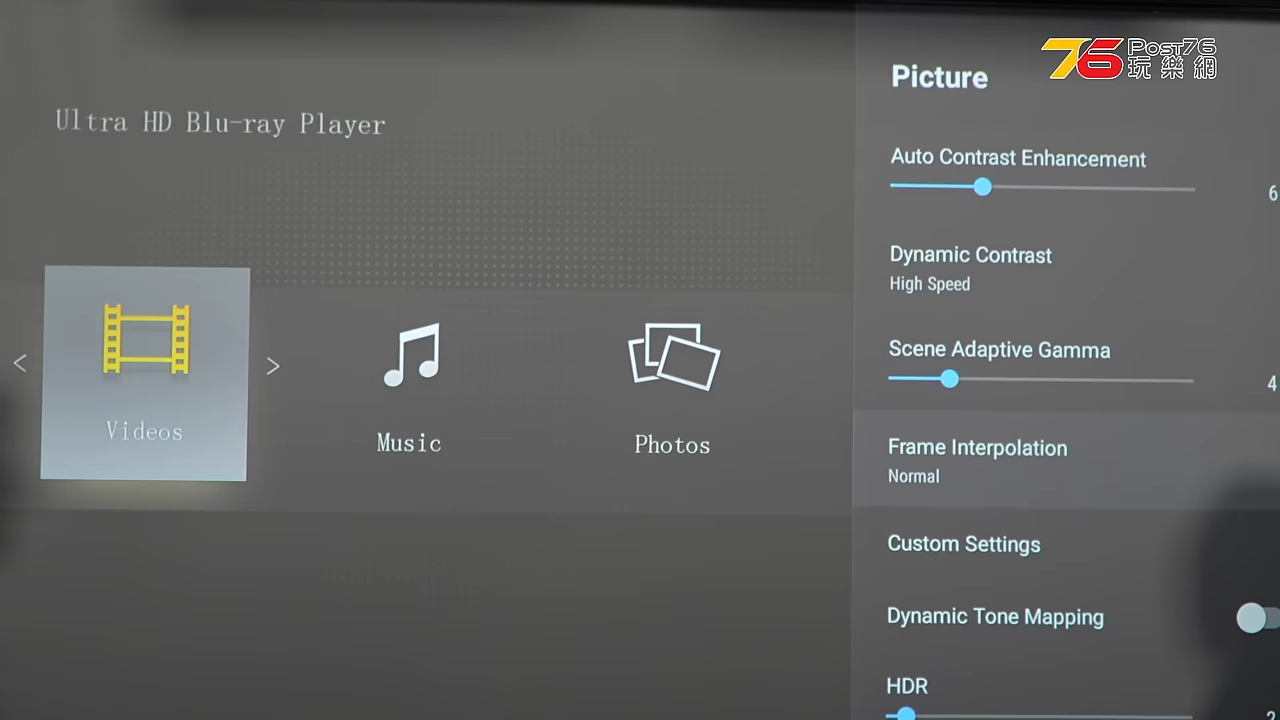 76 Post76
玩樂網
Picture
Ultra HD Blu-ray Player
Auto Contrast Enhancement
6
Dynamic Contrast
High Speed
Scene Adaptive Gamma
4
Videos
Music
Photos
Frame Interpolation
Normal
Custom Settings
Dynamic Tone Mapping
HDR
2